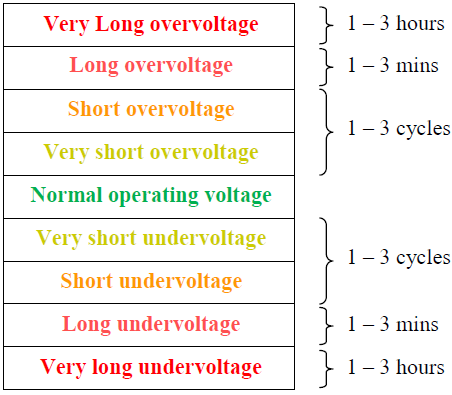 Very Long overvoltage
1 – 3 hours
Long overvoltage
1 – 3 mins
Short overvoltage
Very short overvoltage
1 – 3 cycles
Normal operating voltage
Very short undervoltage
Short undervoltage
1 – 3 cycles
Long undervoltage
1 – 3 mins
Very long undervoltage
1 – 3 hours